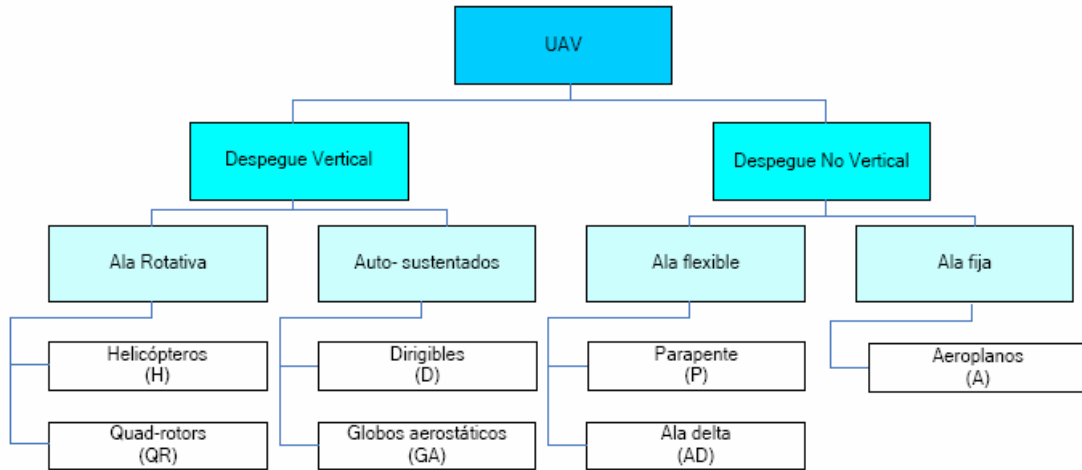 UAV
Despegue Vertical
Despegue No Vertical
Ala Rotativa
Auto- sustentados
Ala flexible
Ala fija
Helicópteros
(H)
Dirigibles
(D)
Parapente
(P)
Aeroplanos
(A)
Quad-rotors
(QR)
Globos aerostáticos
(GA)
Ala delta
(AD)